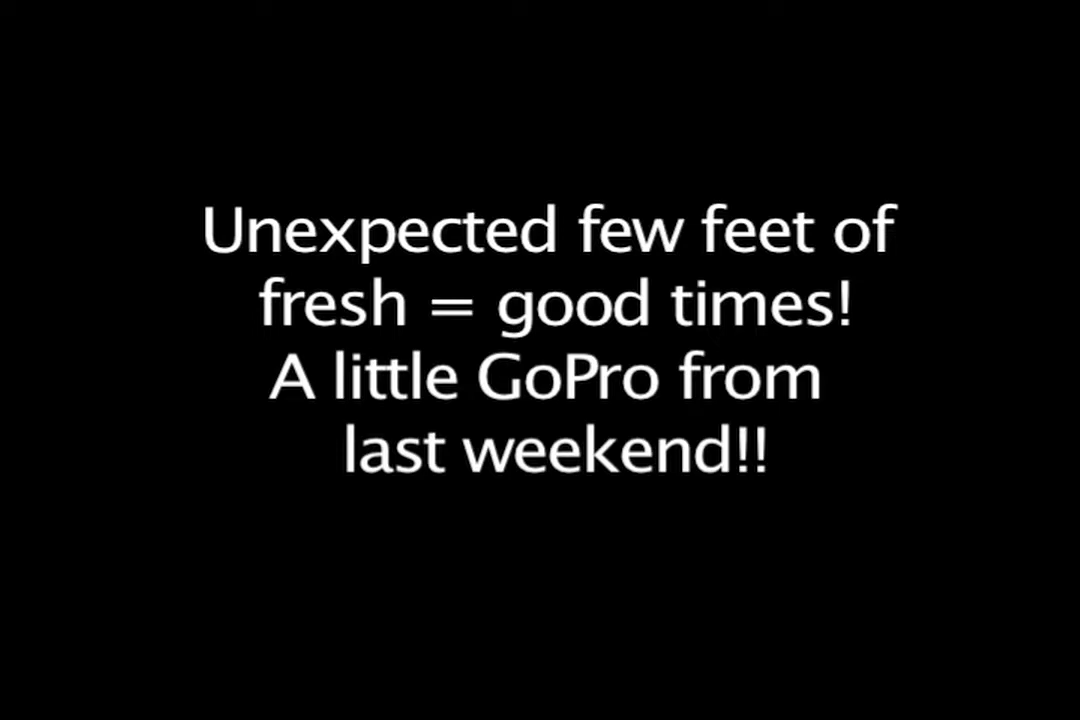 Unexpected few feet of
fresh = good times!
A little GoPro from
last weekend!!